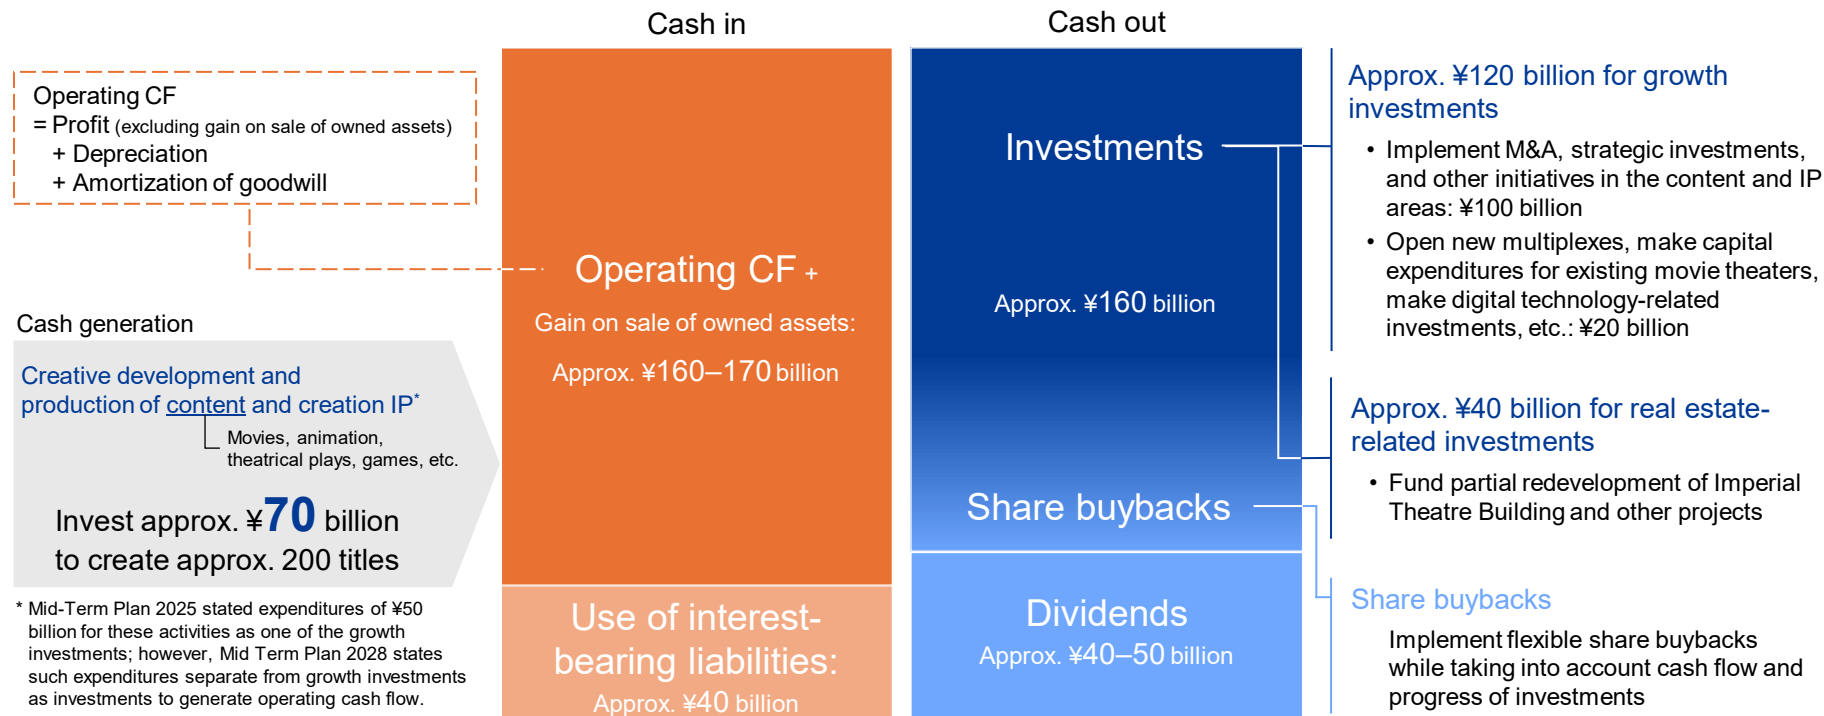 Cash in
Cash out
Operating CF
= Profit (excluding gain on sale of owned assets)
+ Depreciation
+ Amortization of goodwill
Cash generation
Creative development and
production of content and creation IP*
Movies, animation,
theatrical plays, games, etc.
Invest approx. ¥70 billion
to create approx. 200 titles
* Mid-Term Plan 2025 stated expenditures of ¥50
billion for these activities as one of the growth
investments; however, Mid Term Plan 2028 states
such expenditures separate from growth investments
as investments to generate operating cash flow.
Operating CF +
Gain on sale of owned assets:
Approx. ¥160–170 billion
Use of interest-
bearing liabilities:
Approx. ¥40 billion
Investments
Approx. ¥160 billion
Share buybacks
Dividends
Approx. ¥40–50 billion
Approx. ¥120 billion for growth
investments
• Implement M&A, strategic investments,
and other initiatives in the content and IP
areas: ¥100 billion
• Open new multiplexes, make capital
expenditures for existing movie theaters,
make digital technology-related
investments, etc.: ¥20 billion
Approx. ¥40 billion for real estate-
related investments
• Fund partial redevelopment of Imperial
Theatre Building and other projects
Share buybacks
Implement flexible share buybacks
while taking into account cash flow and
progress of investments